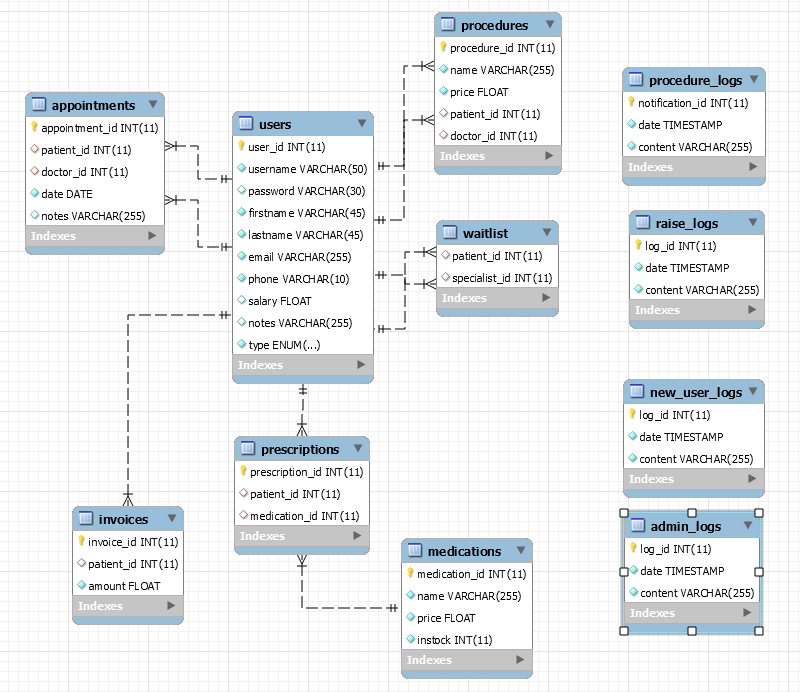 procedures
procedure_id INT(11)
name VARCHAR(255)
price FLOAT
patient_id INT(11)
doctor_id INT(11)
Indexes
procedure_logs
notification_id INT(11)
date TIMESTAMP
content VARCHAR(255)
Indexes
appointments
appointment_id INT(11)
patient_id INT(11)
doctor_id INT(11)
date DATE
notes VARCHAR(255)
Indexes
users
user_id INT(11)
username VARCHAR(50)
password VARCHAR(30)
firstname VARCHAR(45)
lastname VARCHAR(45)
email VARCHAR(255)
phone VARCHAR(10)
salary FLOAT
notes VARCHAR(255)
type ENUM(...)
Indexes
waitlist
patient_id INT(11)
specialist_id INT(11)
Indexes
raise_logs
log_id INT(11)
date TIMESTAMP
content VARCHAR(255)
Indexes
new_user_logs
log_id INT(11)
date TIMESTAMP
content VARCHAR(255)
Indexes
prescriptions
prescription_id INT(11)
patient_id INT(11)
medication_id INT(11)
Indexes
invoices
invoice_id INT(11)
patient_id INT(11)
amount FLOAT
Indexes
medications
medication_id INT(11)
name VARCHAR(255)
price FLOAT
instock INT(11)
Indexes
admin_logs
log_id INT(11)
date TIMESTAMP
content VARCHAR(255)
Indexes